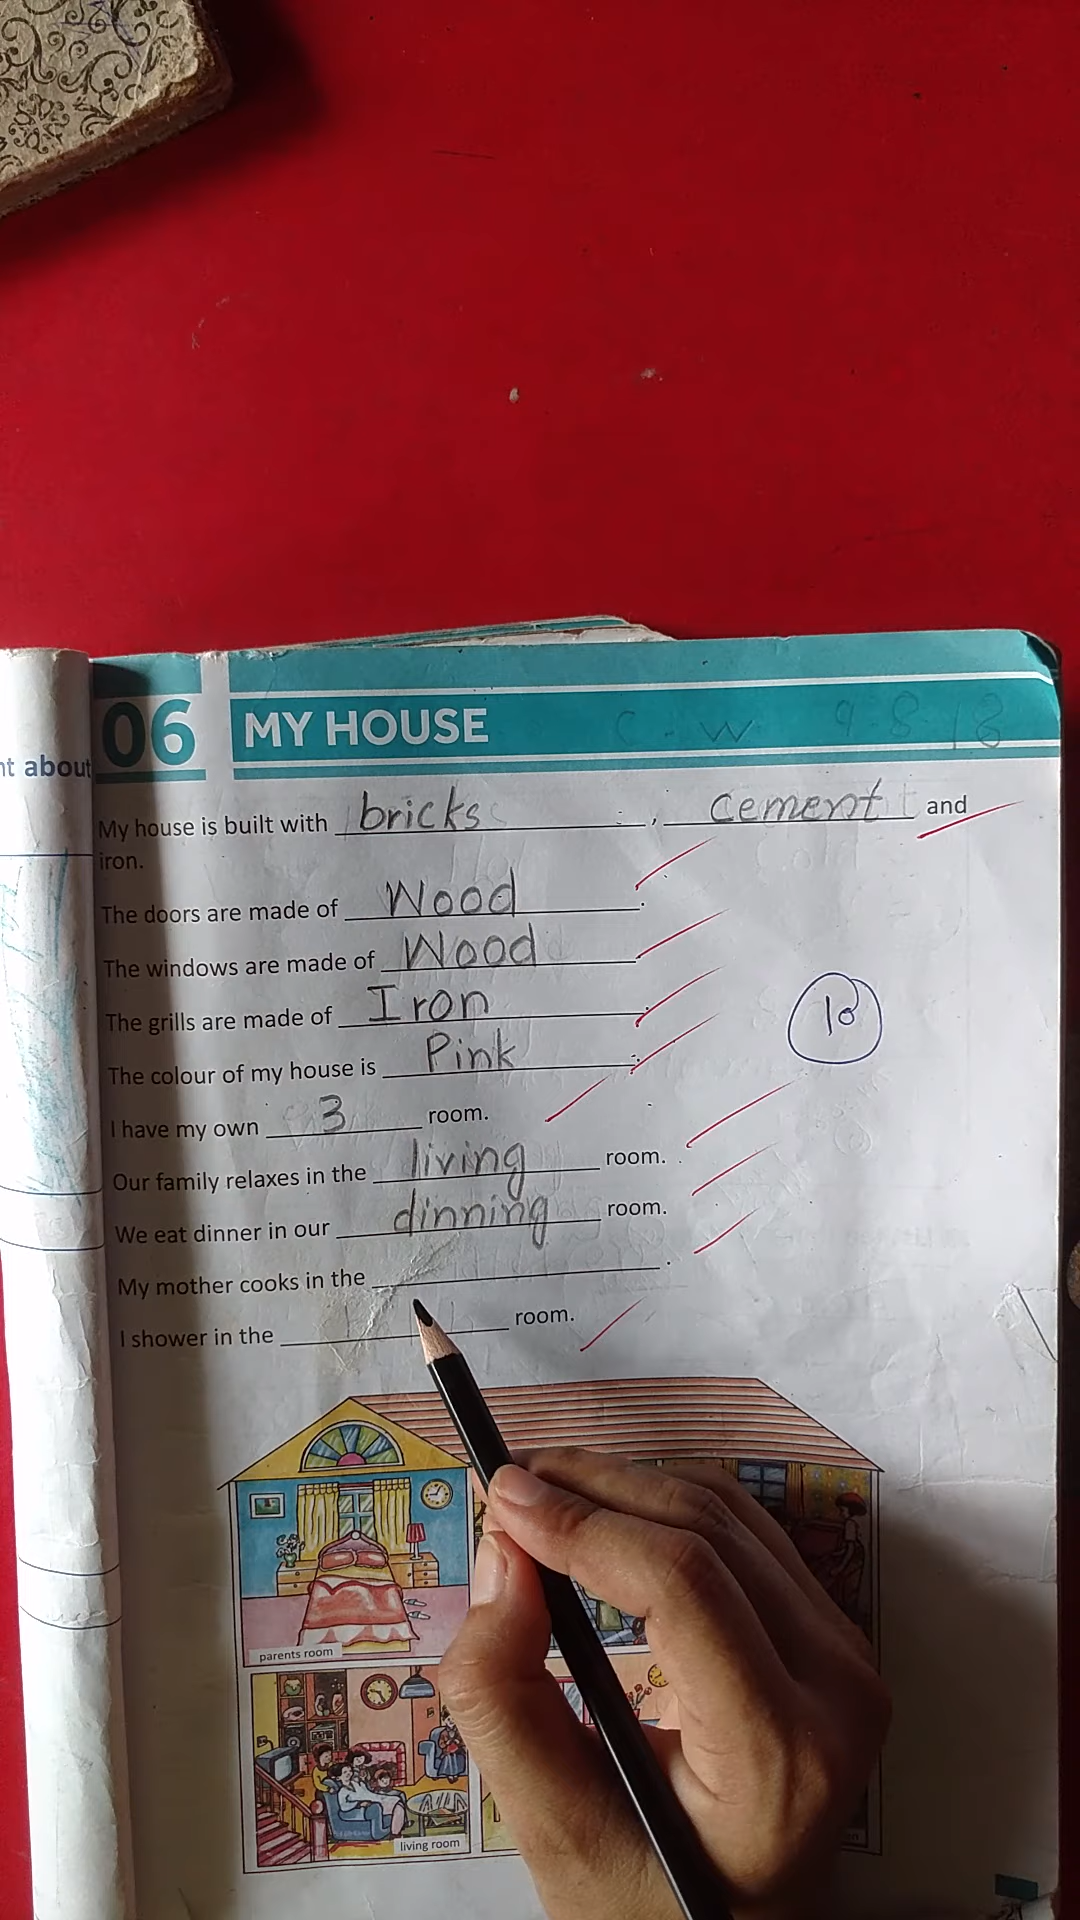 06 MY HOUSE C.W 9.8.18
nt about
My house is built with bricks, cement and
iron.
The doors are made of Wood.
The windows are made of Wood
The grills are made of Iron.
The colour of my house is Pink.
I have my own 3 room.
Our family relaxes in the living room.
We eat dinner in our dinning room.
My mother cooks in the ___.
I shower in the ___ room.
10
parents room
living room